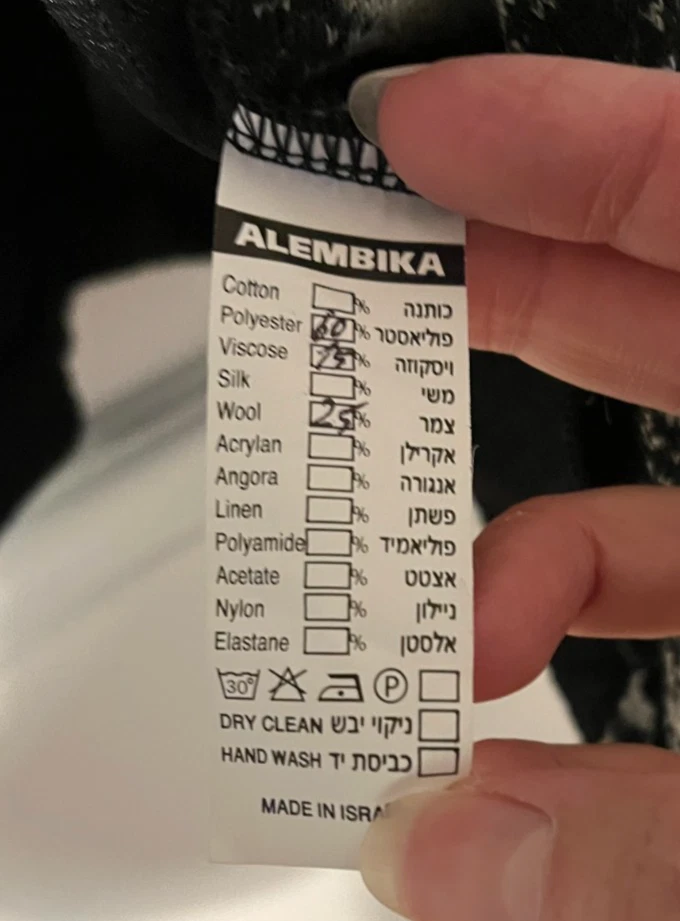 ALEMBIKA
Cotton % כותנה
Polyester 60 % פוליאסטר
Viscose 15 % ויסקוזה
Silk % משי
Wool 25 % צמר
Acrylan % אקרילן
Angora % אנגורה
Linen % פשתן
Polyamide % פוליאמיד
Acetate % אצטט
Nylon % ניילון
Elastane % אלסטן
30° P
DRY CLEAN ניקוי יבש
HAND WASH כביסת יד
MADE IN ISRA